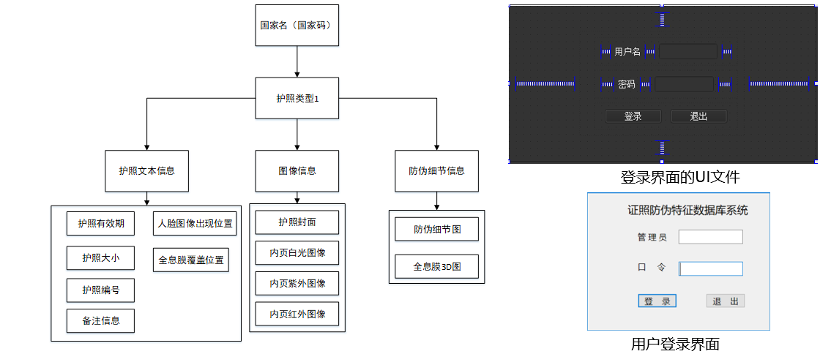 国家名（国家码）
护照类型1
护照文本信息
图像信息
防伪细节信息
护照有效期
人脸图像出现位置
护照大小
全息膜覆盖位置
护照编号
备注信息
护照封面
内页白光图像
内页紫外图像
内页红外图像
防伪细节图
全息膜3D图
用户名
密码
登录
退出
登录界面的UI文件
证照防伪特征数据库系统
管理员
口 令
登 录
退 出
用户登录界面